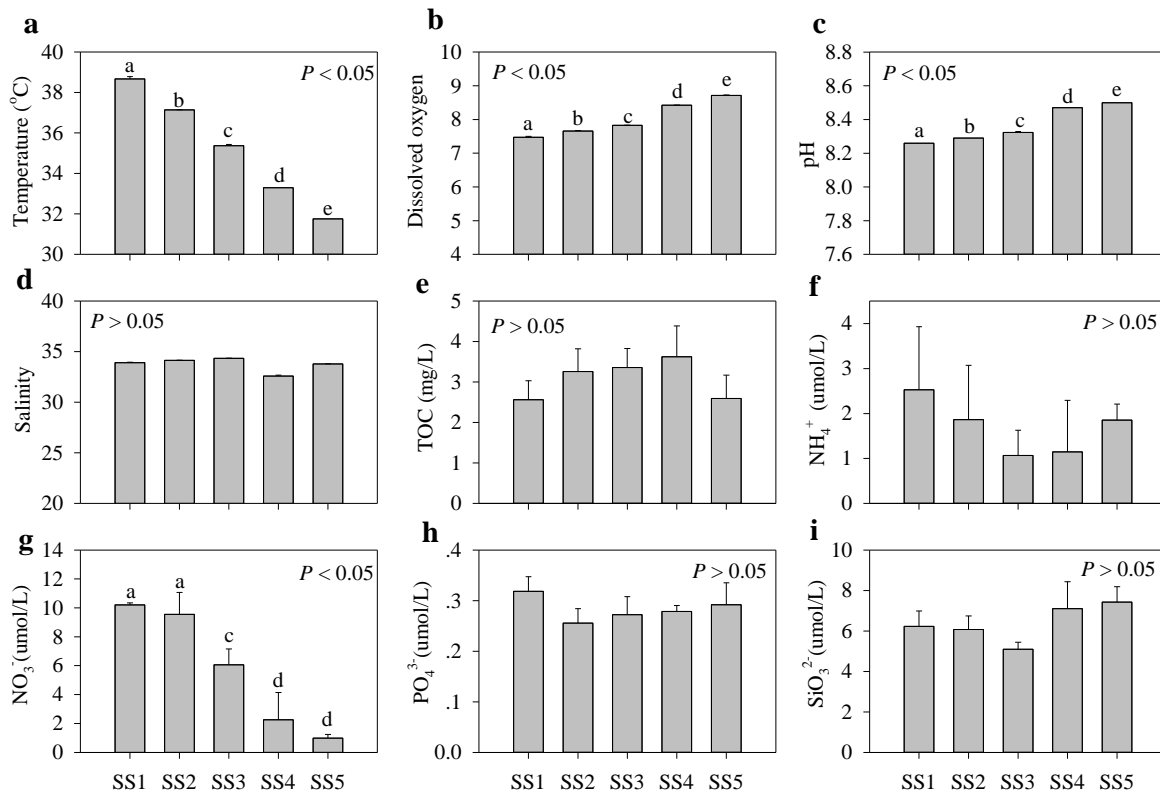 a
Temperature (°C)
40
38
36
34
32
30
P < 0.05
a
b
c
d
e
b
Dissolved oxygen
10
9
8
7
6
5
4
P < 0.05
a
b
c
d
e
c
pH
8.8
8.6
8.4
8.2
8.0
7.8
7.6
P < 0.05
a
b
c
d
e
d
Salinity
40
35
30
25
20
P > 0.05
e
TOC (mg/L)
5
4
3
2
1
0
P > 0.05
f
NH₄⁺ (umol/L)
4
3
2
1
0
P > 0.05
g
NO₃⁻(umol/L)
14
12
10
8
6
4
2
0
P < 0.05
a
a
c
d
d
SS1 SS2 SS3 SS4 SS5
h
PO₄³⁻(umol/L)
.4
.3
.2
.1
0.0
P > 0.05
SS1 SS2 SS3 SS4 SS5
i
SiO₃²⁻(umol/L)
10
8
6
4
2
0
P > 0.05
SS1 SS2 SS3 SS4 SS5